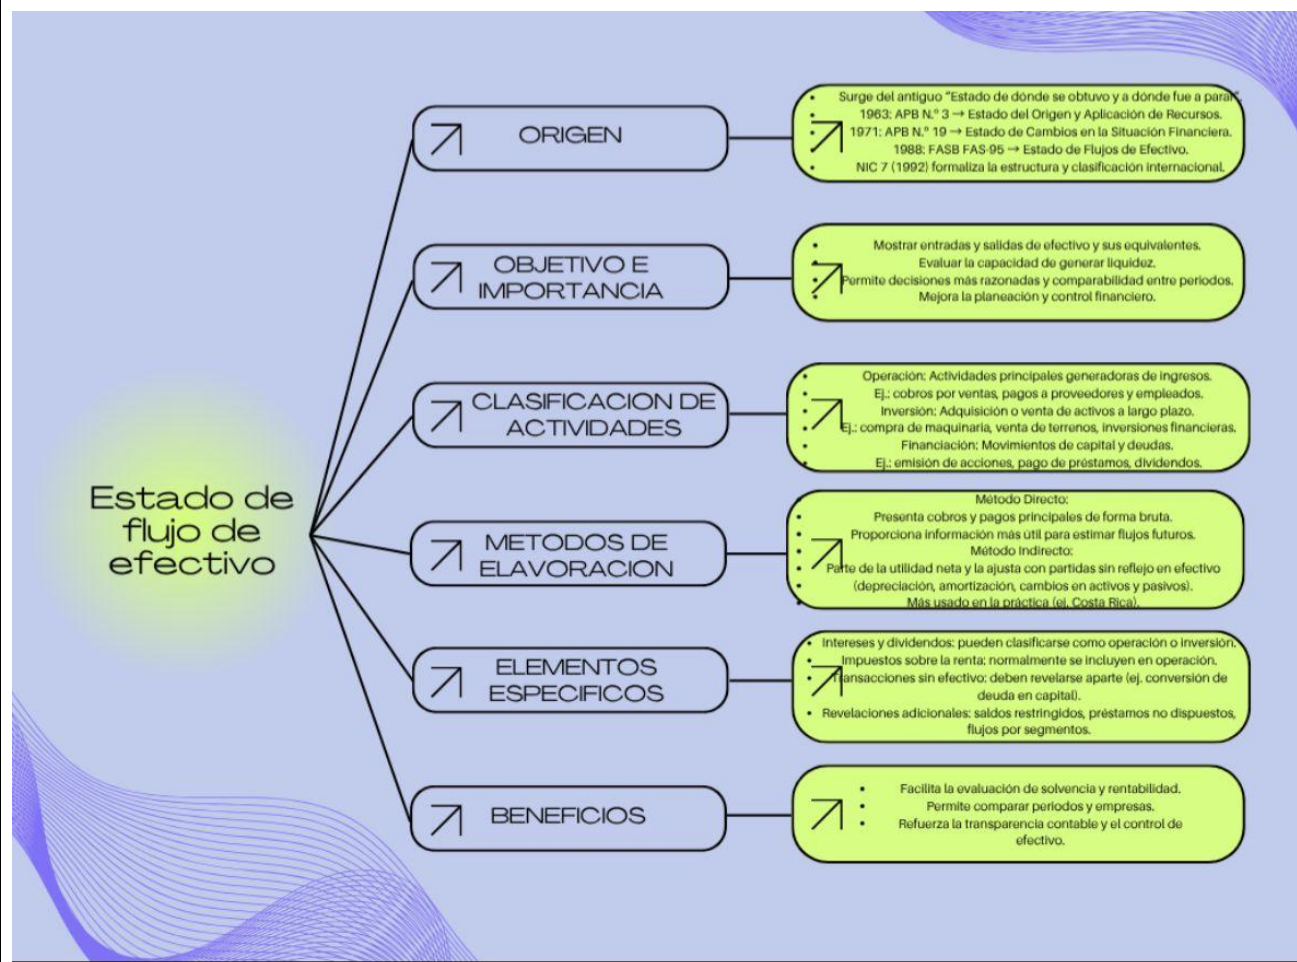 Estado de
flujo de
efectivo
ORIGEN
• Surge del antiguo “Estado de dónde se obtuvo y a dónde fue a parar”.
• 1963: APB N.º 3 → Estado del Origen y Aplicación de Recursos.
• 1971: APB N.º 19 → Estado de Cambios en la Situación Financiera.
• 1988: FASB FAS-95 → Estado de Flujos de Efectivo.
• NIC 7 (1992) formaliza la estructura y clasificación internacional.
OBJETIVO E
IMPORTANCIA
• Mostrar entradas y salidas de efectivo y sus equivalentes.
• Evaluar la capacidad de generar liquidez.
• Permite decisiones más razonadas y comparabilidad entre periodos.
• Mejora la planeación y control financiero.
CLASIFICACION DE
ACTIVIDADES
• Operación: Actividades principales generadoras de ingresos.
• Ej.: cobros por ventas, pagos a proveedores y empleados.
• Inversión: Adquisición o venta de activos a largo plazo.
• Ej.: compra de maquinaria, venta de terrenos, inversiones financieras.
• Financiación: Movimientos de capital y deudas.
• Ej.: emisión de acciones, pago de préstamos, dividendos.
METODOS DE
ELAVORACION
• Método Directo:
• Presenta cobros y pagos principales de forma bruta.
• Proporciona información más útil para estimar flujos futuros.
• Método Indirecto:
• Parte de la utilidad neta y la ajusta con partidas sin reflejo en efectivo
• (depreciación, amortización, cambios en activos y pasivos).
• Más usado en la práctica (ej. Costa Rica).
ELEMENTOS
ESPECIFICOS
• Intereses y dividendos: pueden clasificarse como operación o inversión.
• Impuestos sobre la renta: normalmente se incluyen en operación.
• Transacciones sin efectivo: deben revelarse aparte (ej. conversión de
deuda en capital).
• Revelaciones adicionales: saldos restringidos, préstamos no dispuestos,
flujos por segmentos.
BENEFICIOS
• Facilita la evaluación de solvencia y rentabilidad.
• Permite comparar periodos y empresas.
• Refuerza la transparencia contable y el control de
efectivo.